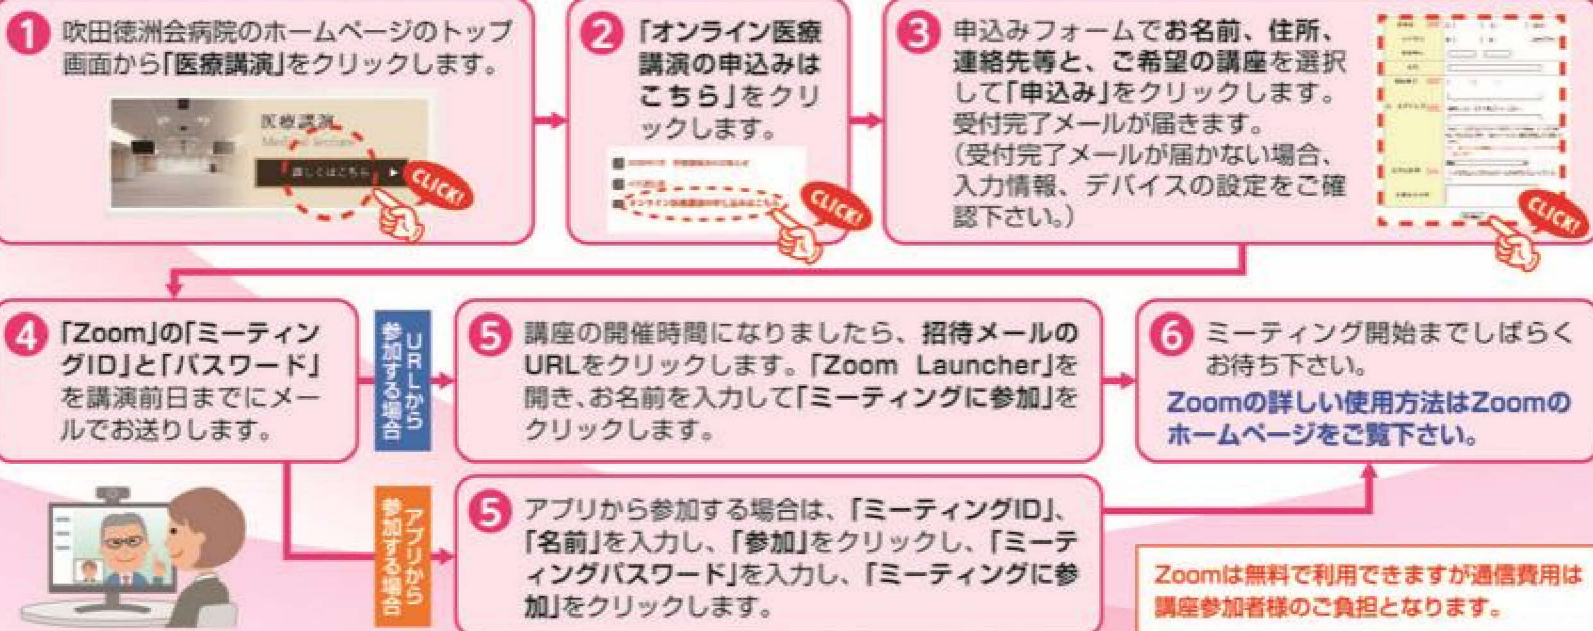 1 吹田徳洲会病院のホームページのトップ
画面から「医療講演」をクリックします。
医療講演
Medical lecture
詳しくはこちら
CLICK!
2 「オンライン医療
講演の申込みは
こちら」をクリ
ックします。
オンライン医療講演の申し込みはこちら
CLICK!
3 申込みフォームでお名前、住所、
連絡先等と、ご希望の講座を選択
して「申込み」をクリックします。
受付完了メールが届きます。
(受付完了メールが届かない場合、
入力情報、デバイスの設定をご確
認下さい。)
CLICK!
4 「Zoom」の「ミーティン
グID」と「パスワード」
を講演前日までにメー
ルでお送りします。
URLから
参加する場合
5 講座の開催時間になりましたら、招待メールの
URLをクリックします。「Zoom Launcher」を
開き、お名前を入力して「ミーティングに参加」を
クリックします。
アプリから
参加する場合
5 アプリから参加する場合は、「ミーティングID」、
「名前」を入力し、「参加」をクリックし、「ミーテ
ィングパスワード」を入力し、「ミーティングに参
加」をクリックします。
6 ミーティング開始までしばらく
お待ち下さい。
Zoomの詳しい使用方法はZoomの
ホームページをご覧下さい。
Zoomは無料で利用できますが通信費用は
講座参加者様のご負担となります。